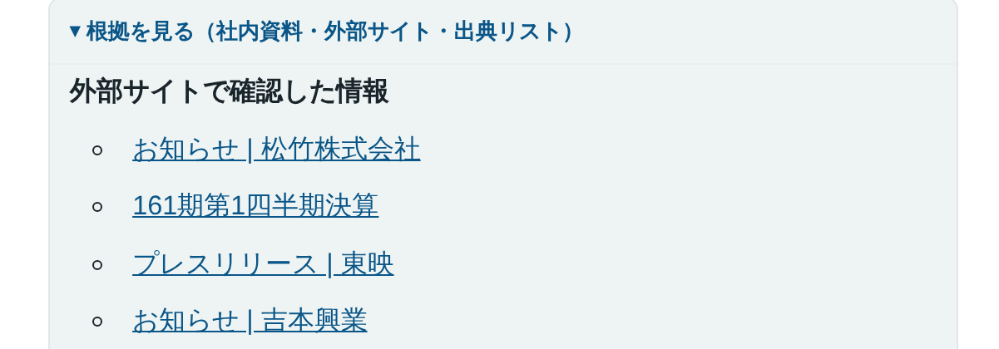 ▼根拠を見る（社内資料・外部サイト・出典リスト）
外部サイトで確認した情報
お知らせ | 松竹株式会社
161期第1四半期決算
プレスリリース | 東映
お知らせ | 吉本興業